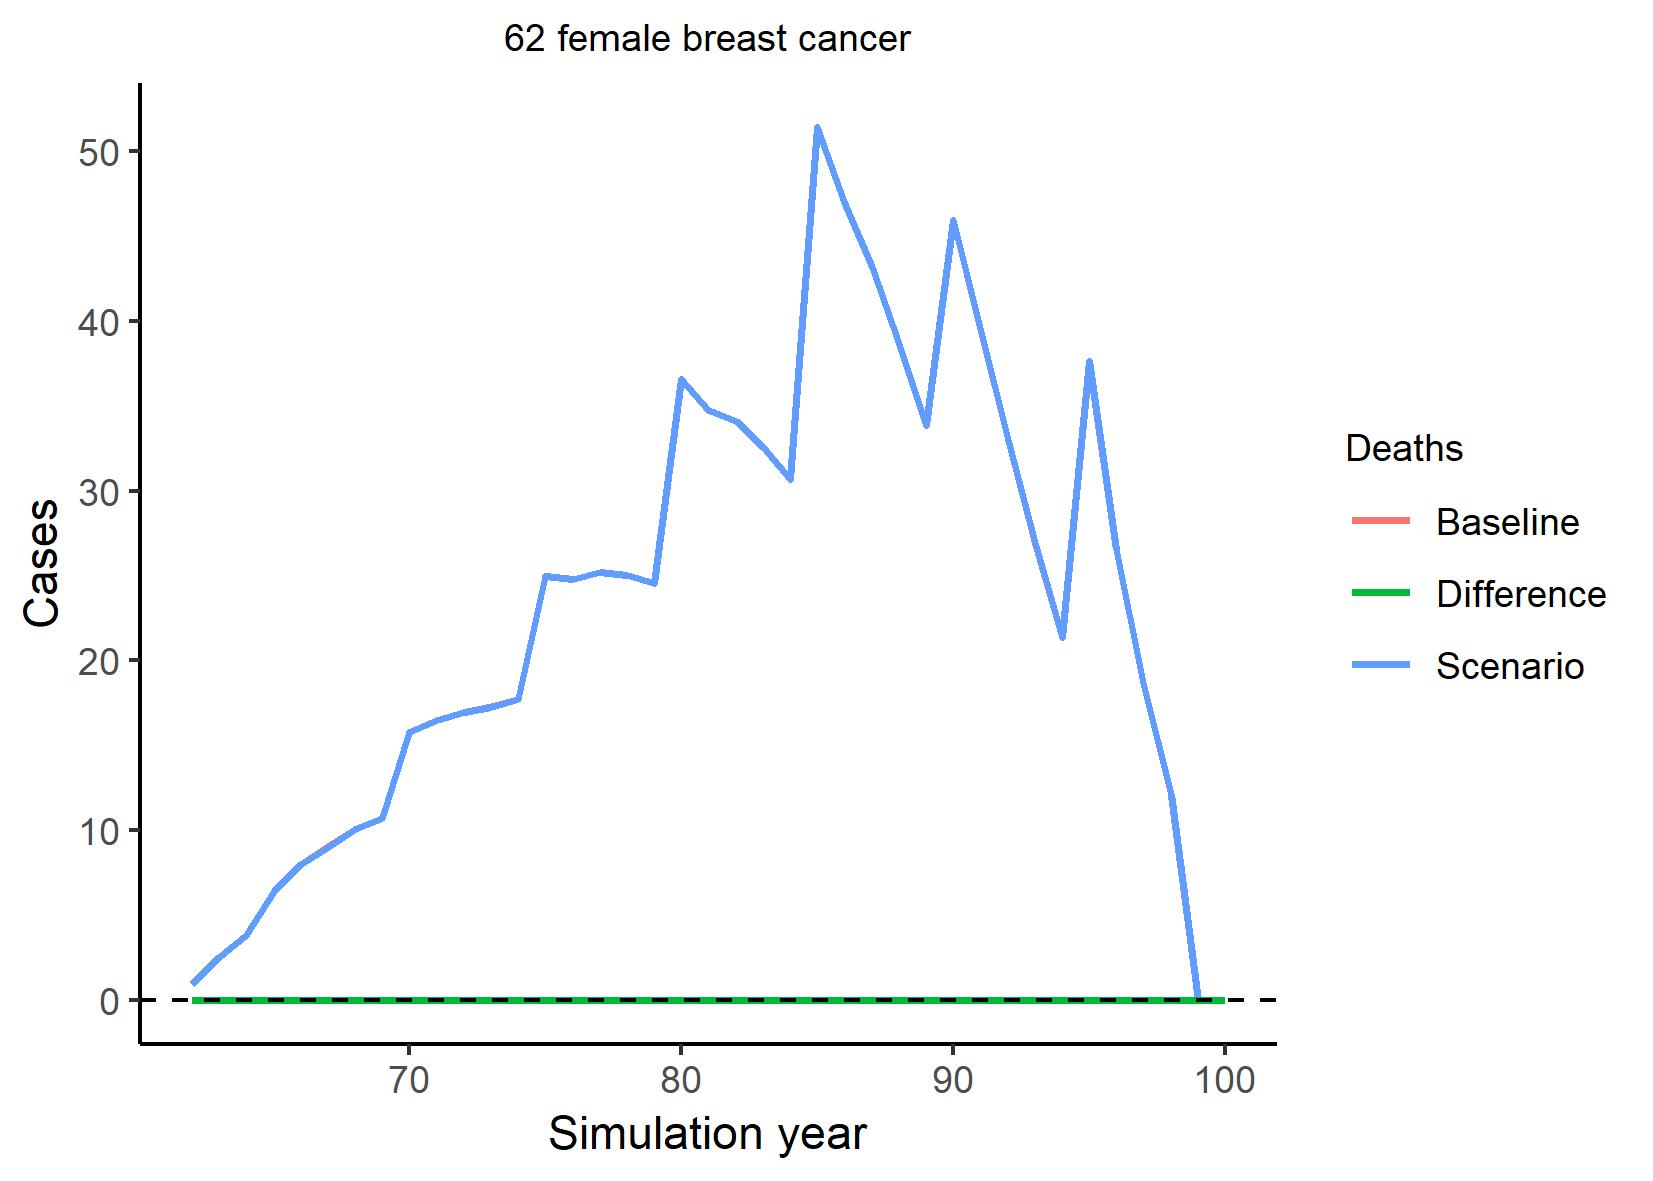 62 female breast cancer
50
40
30
20
10
0
Cases
70 80 90 100
Simulation year
Deaths
Baseline
Difference
Scenario